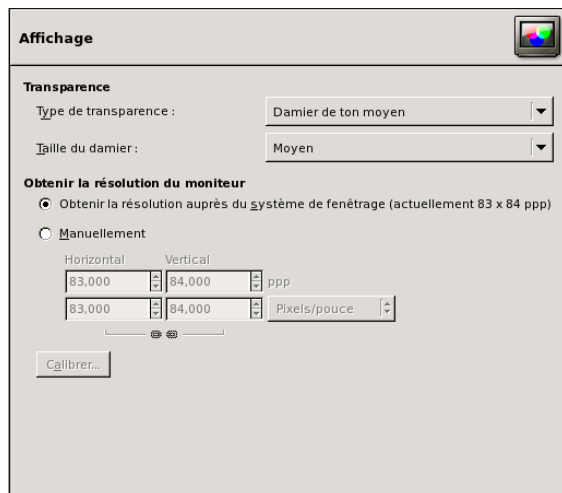 Affichage
Transparence
Type de transparence : Damier de ton moyen
Taille du damier : Moyen
Obtenir la résolution du moniteur
Obtenir la résolution auprès du système de fenêtrage (actuellement 83 x 84 ppp)
Manuellement
Horizontal Vertical
83,000 84,000 ppp
83,000 84,000 Pixels/pouce
Calibrer...